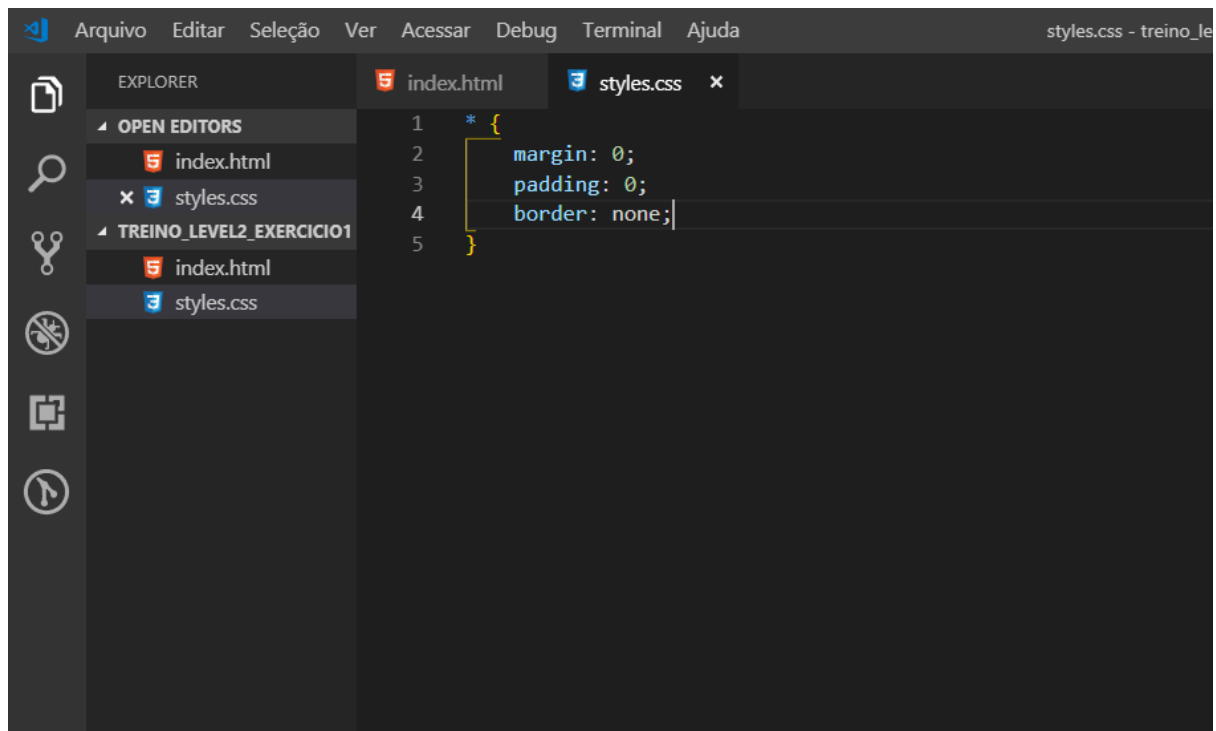 Arquivo Editar Seleção Ver Acessar Debug Terminal Ajuda styles.css - treino_le
EXPLORER
OPEN EDITORS
index.html
styles.css
TREINO_LEVEL2_EXERCICIO1
index.html
styles.css
index.html styles.css
1 * {
2 margin: 0;
3 padding: 0;
4 border: none;
5 }